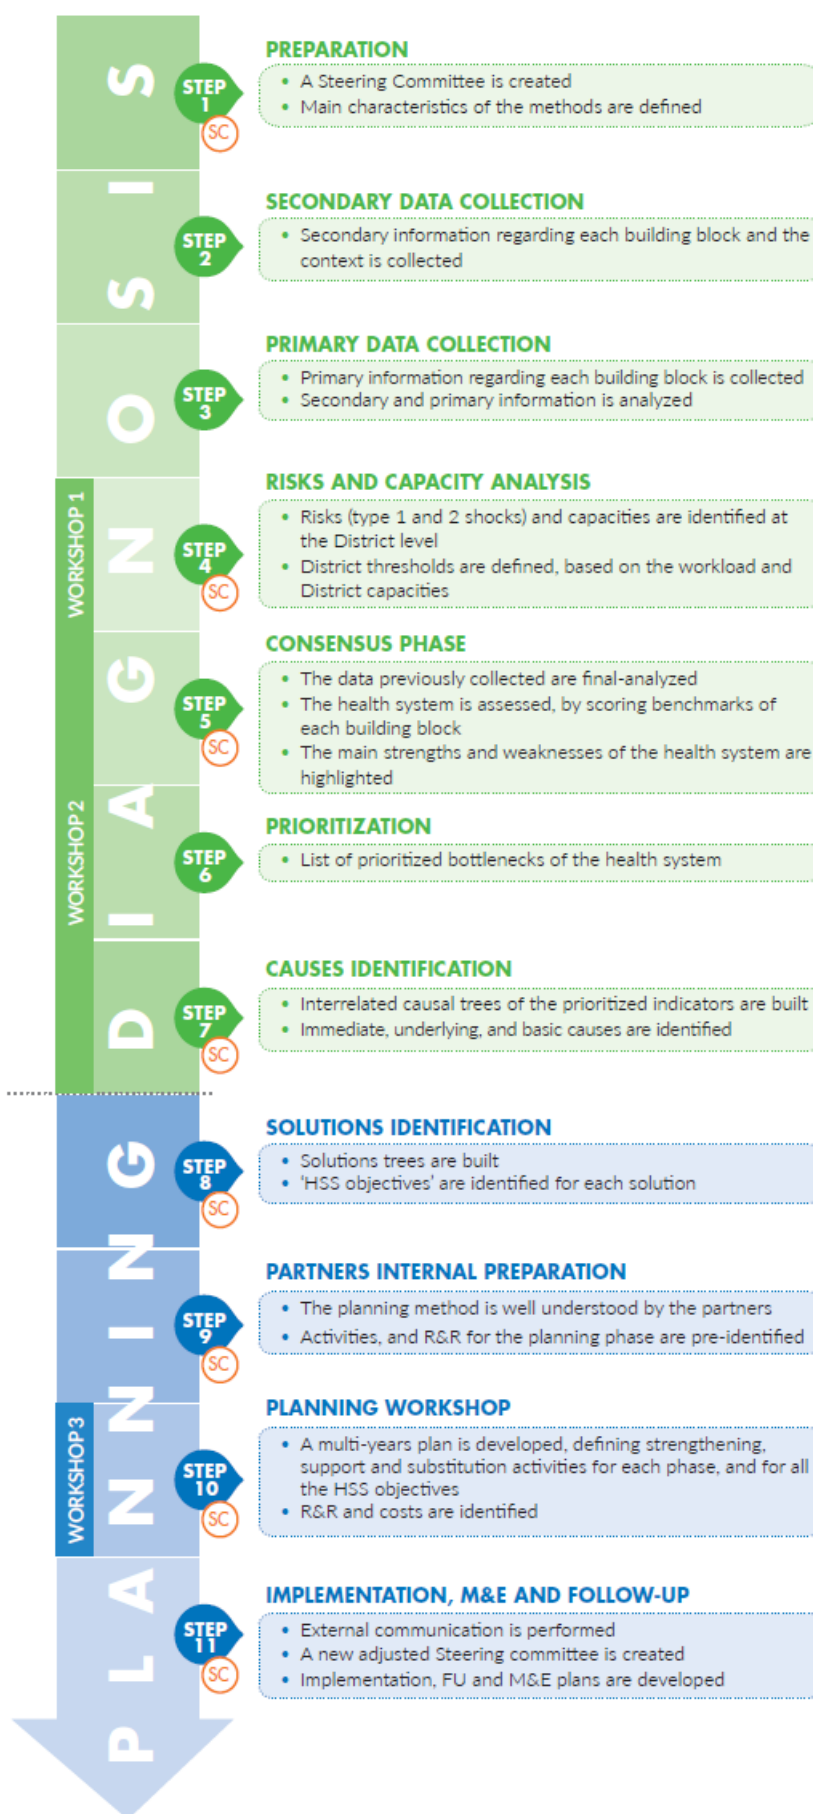 PREPARATION
STEP
1
SC
• A Steering Committee is created
• Main characteristics of the methods are defined
SECONDARY DATA COLLECTION
STEP
2
• Secondary information regarding each building block and the
context is collected
PRIMARY DATA COLLECTION
STEP
3
• Primary information regarding each building block is collected
• Secondary and primary information is analyzed
WORKSHOP 1
RISKS AND CAPACITY ANALYSIS
STEP
4
SC
• Risks (type 1 and 2 shocks) and capacities are identified at
the District level
• District thresholds are defined, based on the workload and
District capacities
CONSENSUS PHASE
STEP
5
SC
• The data previously collected are final-analyzed
• The health system is assessed, by scoring benchmarks of
each building block
• The main strengths and weaknesses of the health system are
highlighted
WORKSHOP 2
PRIORITIZATION
STEP
6
• List of prioritized bottlenecks of the health system
CAUSES IDENTIFICATION
STEP
7
SC
• Interrelated causal trees of the prioritized indicators are built
• Immediate, underlying, and basic causes are identified
DIAGNOSIS
SOLUTIONS IDENTIFICATION
STEP
8
SC
• Solutions trees are built
• ‘HSS objectives’ are identified for each solution
PARTNERS INTERNAL PREPARATION
STEP
9
SC
• The planning method is well understood by the partners
• Activities, and R&R for the planning phase are pre-identified
WORKSHOP 3
PLANNING WORKSHOP
STEP
10
SC
• A multi-years plan is developed, defining strengthening,
support and substitution activities for each phase, and for all
the HSS objectives
• R&R and costs are identified
IMPLEMENTATION, M&E AND FOLLOW-UP
STEP
11
SC
• External communication is performed
• A new adjusted Steering committee is created
• Implementation, FU and M&E plans are developed
PLANNING